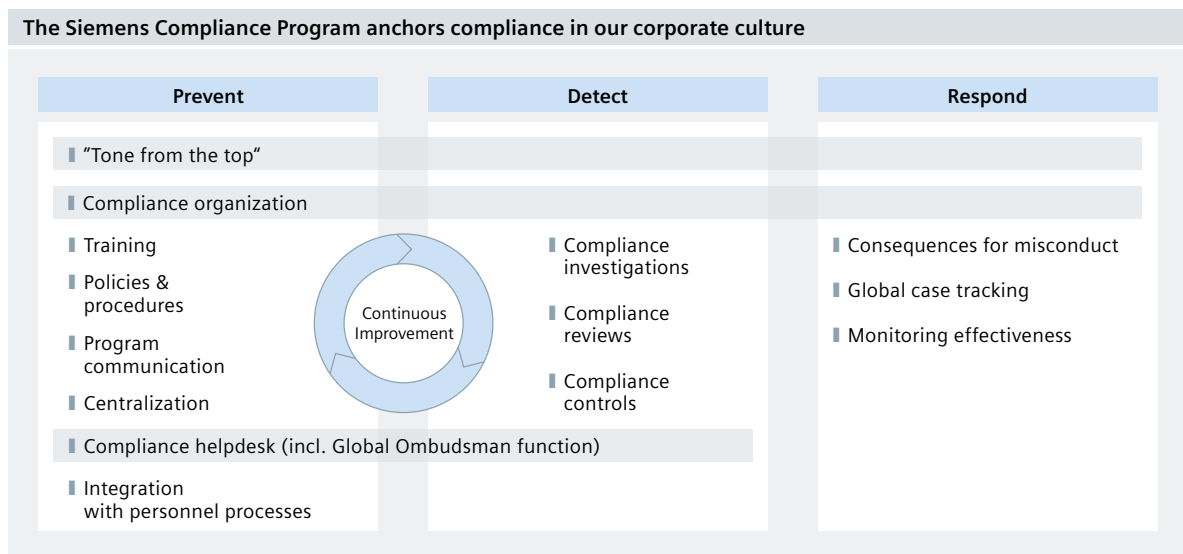 The Siemens Compliance Program anchors compliance in our corporate culture
Prevent
Detect
Respond
"Tone from the top“
Compliance organization
Training
Policies &
procedures
Program
communication
Centralization
Continuous
Improvement
Compliance
investigations
Compliance
reviews
Compliance
controls
Consequences for misconduct
Global case tracking
Monitoring effectiveness
Compliance helpdesk (incl. Global Ombudsman function)
Integration
with personnel processes